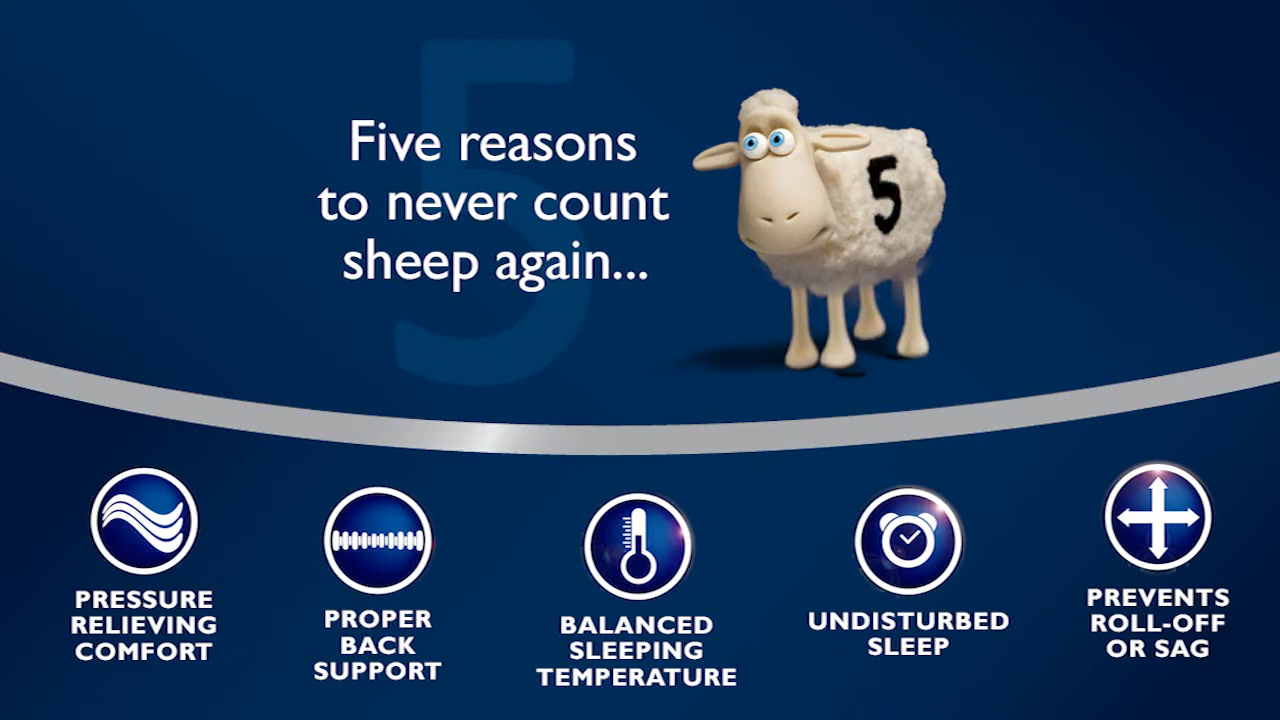 Five reasons
to never count
sheep again...
5
5
PRESSURE
RELIEVING
COMFORT
PROPER
BACK
SUPPORT
BALANCED
SLEEPING
TEMPERATURE
UNDISTURBED
SLEEP
PREVENTS
ROLL-OFF
OR SAG